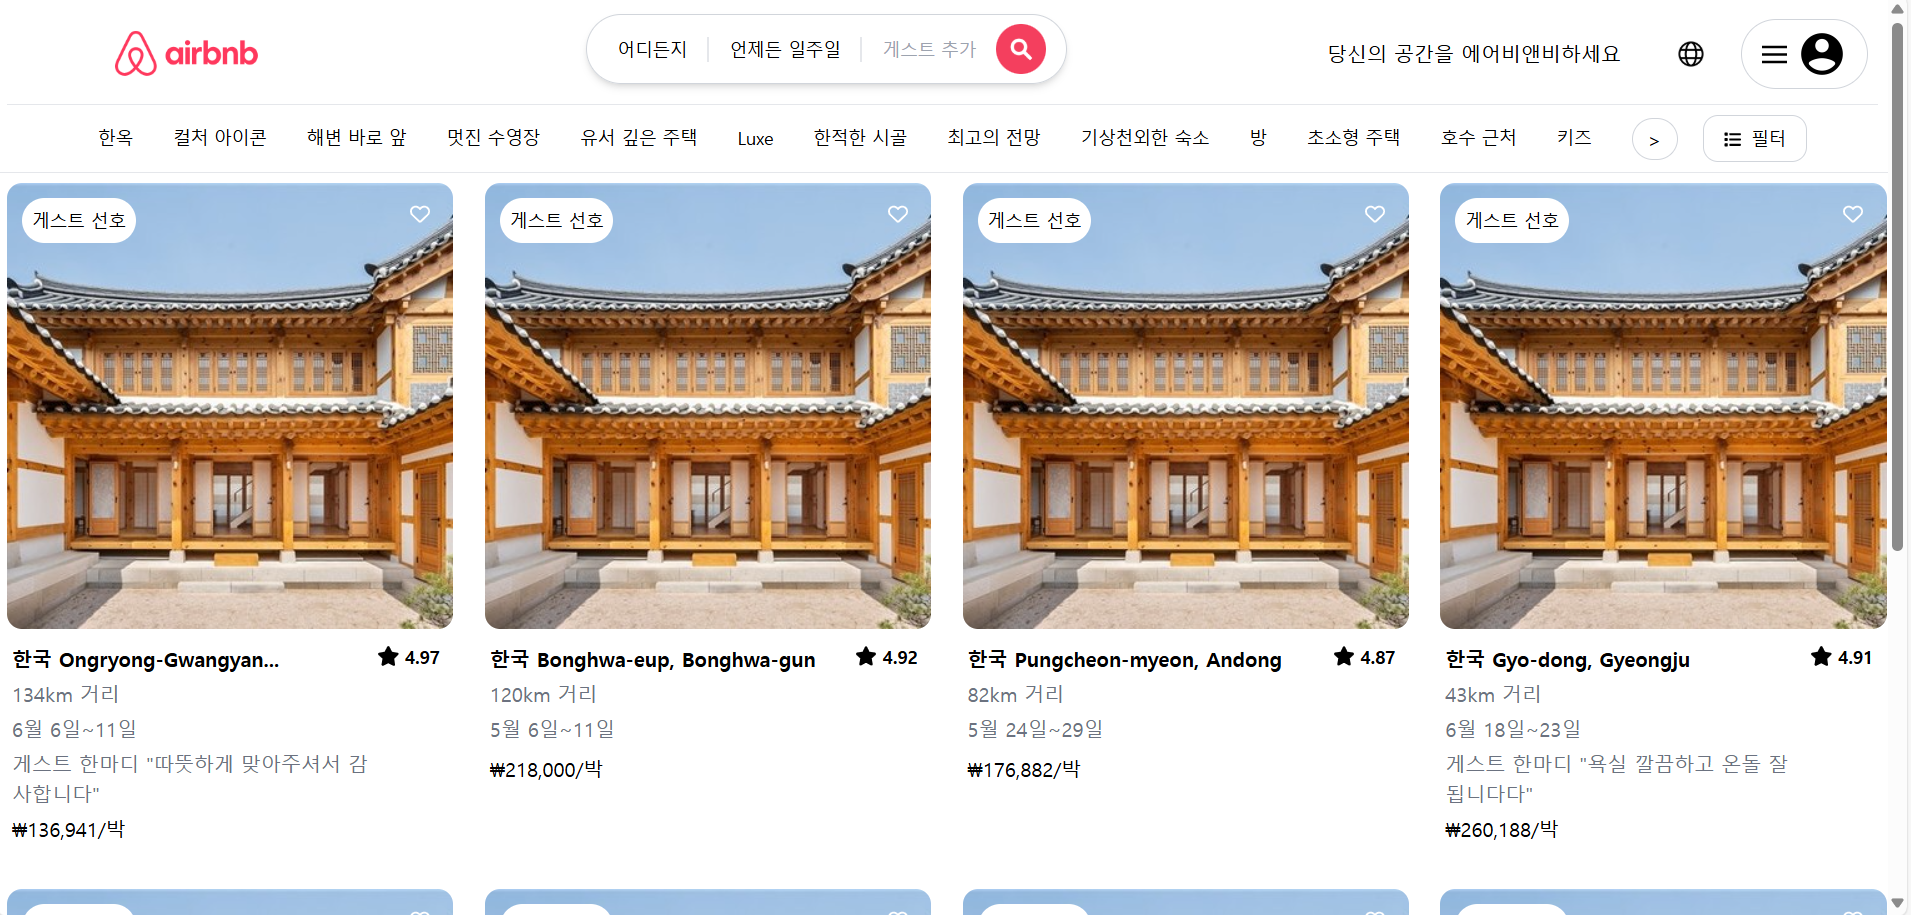 airbnb
어디든지
언제든 일주일
게스트 추가
당신의 공간을 에어비앤비하세요
한옥
컬처 아이콘
해변 바로 앞
멋진 수영장
유서 깊은 주택
Luxe
한적한 시골
최고의 전망
기상천외한 숙소
방
초소형 주택
호수 근처
키즈
>
필터
게스트 선호
게스트 선호
게스트 선호
게스트 선호
한국 Ongryong-Gwangyan...
4.97
134km 거리
6월 6일~11일
게스트 한마디 "따뜻하게 맞아주셔서 감
사합니다"
₩136,941/박
한국 Bonghwa-eup, Bonghwa-gun
4.92
120km 거리
5월 6일~11일
₩218,000/박
한국 Pungcheon-myeon, Andong
4.87
82km 거리
5월 24일~29일
₩176,882/박
한국 Gyo-dong, Gyeongju
4.91
43km 거리
6월 18일~23일
게스트 한마디 "욕실 깔끔하고 온돌 잘
됩니다다"
₩260,188/박